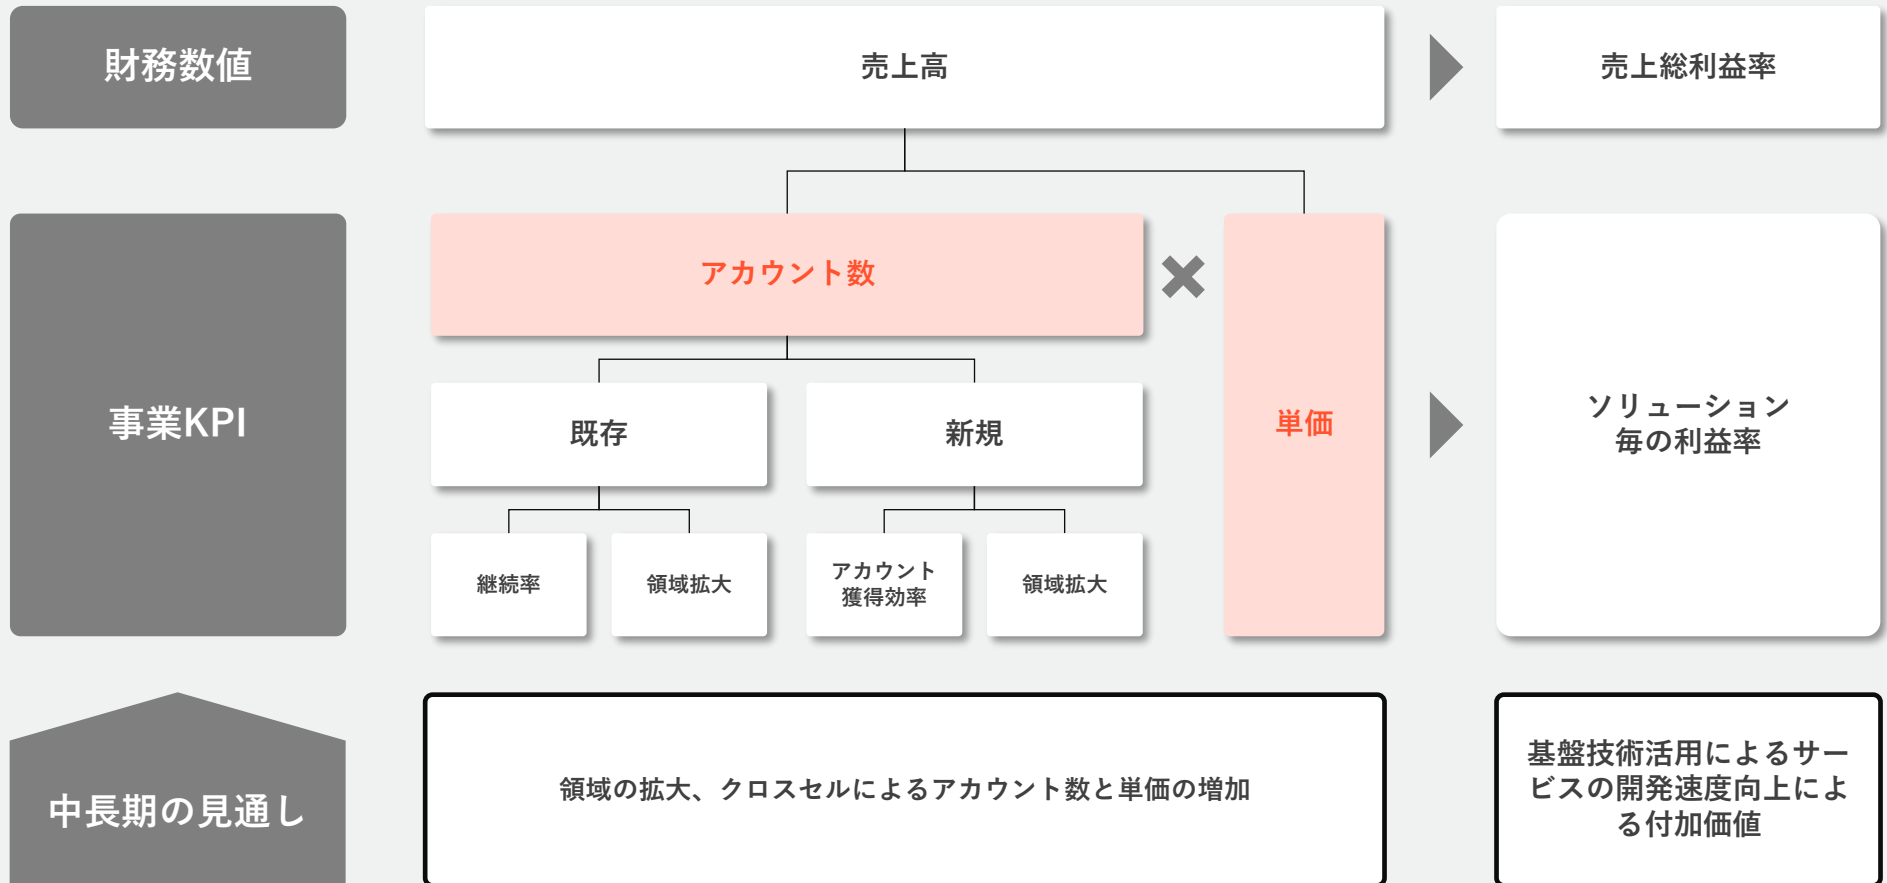 財務数値
売上高
売上総利益率
事業KPI
アカウント数
単価
ソリューション
毎の利益率
既存
新規
継続率
領域拡大
アカウント
獲得効率
領域拡大
中長期の見通し
領域の拡大、クロスセルによるアカウント数と単価の増加
基盤技術活用によるサー
ビスの開発速度向上によ
る付加価値